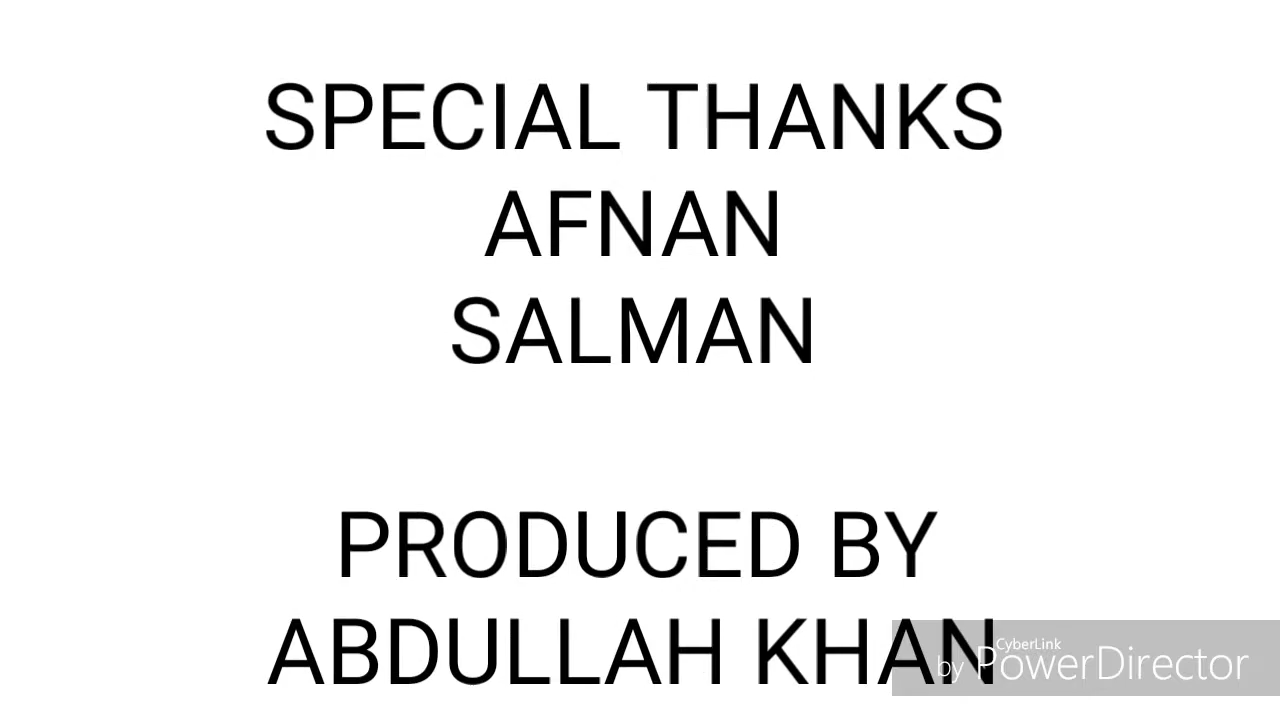 SPECIAL THANKS
AFNAN
SALMAN
PRODUCED BY
ABDULLAH KHAN
CyberLink
by PowerDirector